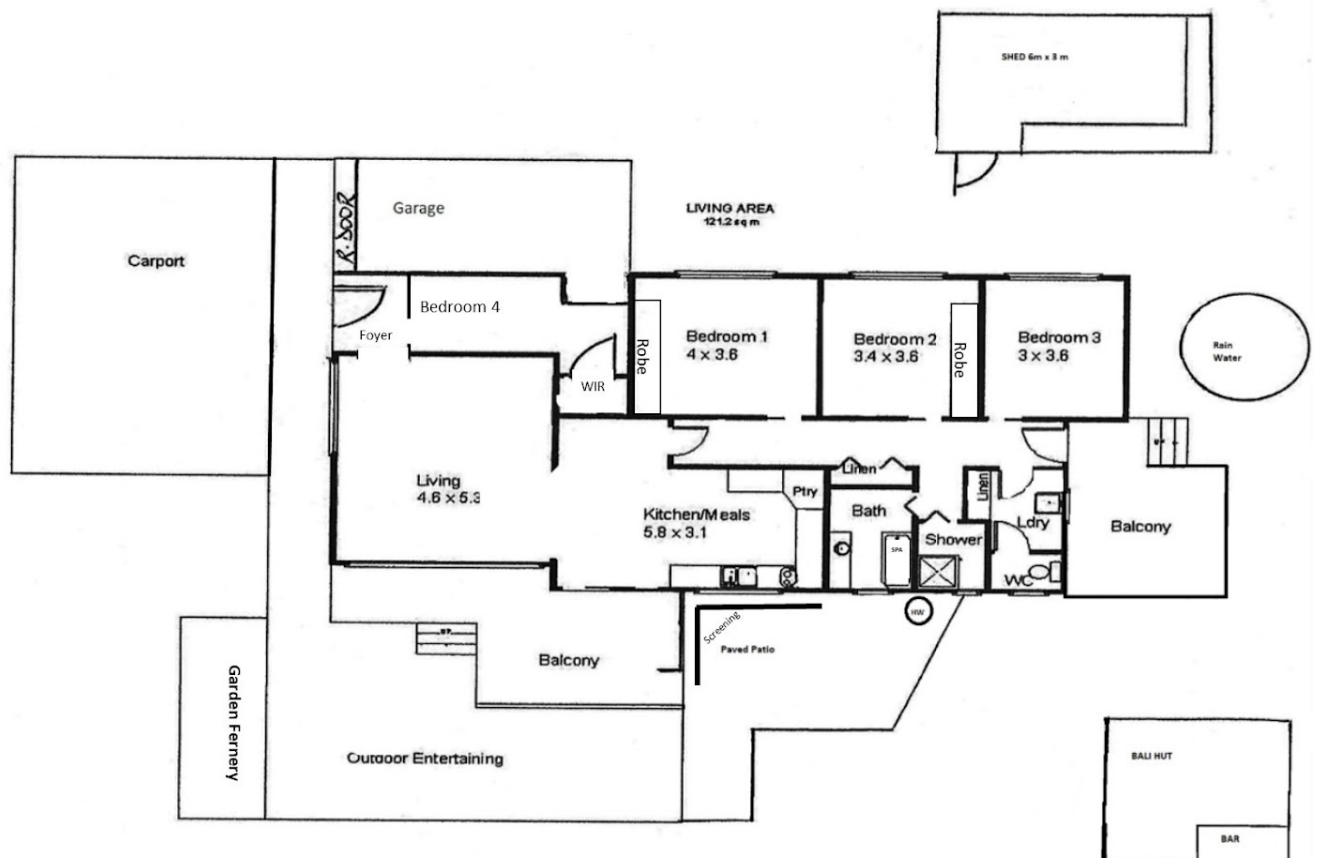 SHED 6m x 3 m
R. DOOR
Garage
LIVING AREA
121.2 sq m
Carport
Bedroom 4
Foyer
WIR
Robe
Bedroom 1
4 x 3.6
Bedroom 2
3.4 x 3.6
Robe
Bedroom 3
3 x 3.6
Rain
Water
Living
4.6 x 5.3
Kitchen/Meals
5.8 x 3.1
Ptry
Linen
Bath
SPA
Shower
Linen
Ldry
WC
Balcony
HW
Screening
Paved Patio
Balcony
Garden Fernery
Outdoor Entertaining
BALI HUT
BAR